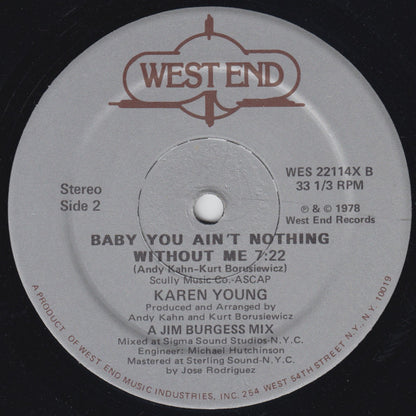 WEST END
WES 22114X B
33 1/3 RPM
Stereo
Side 2
℗ & © 1978
West End Records
BABY YOU AIN'T NOTHING
WITHOUT ME 7:22
(Andy Kahn-Kurt Borusiewicz)
Scully Music Co.-ASCAP
KAREN YOUNG
Produced and Arranged by
Andy Kahn and Kurt Borusiewicz
A JIM BURGESS MIX
Mixed at Sigma Sound Studios-N.Y.C.
Engineer: Michael Hutchinson
Mastered at Sterling Sound-N.Y.C.
by Jose Rodriguez
A PRODUCT OF WEST END MUSIC INDUSTRIES, INC. 254 WEST 54TH STREET N.Y., N.Y. 10019